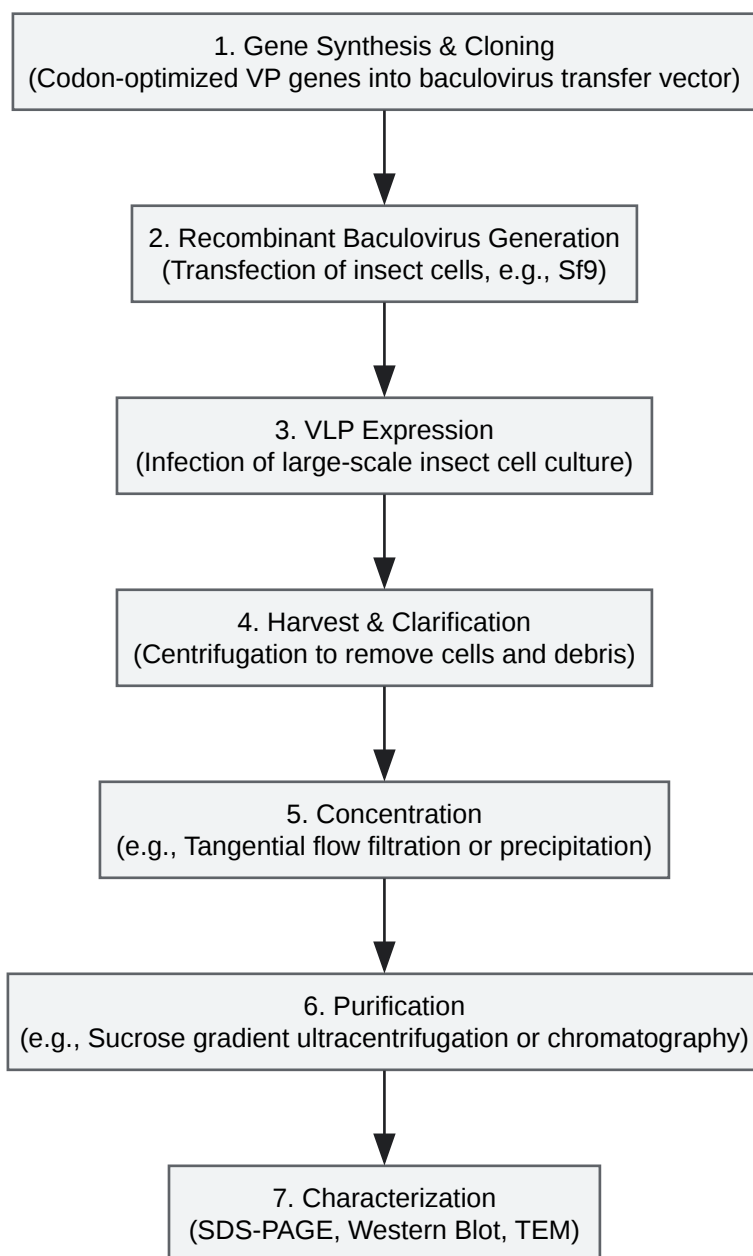 1. Gene Synthesis & Cloning
(Codon-optimized VP genes into baculovirus transfer vector)
2. Recombinant Baculovirus Generation
(Transfection of insect cells, e.g., Sf9)
3. VLP Expression
(Infection of large-scale insect cell culture)
4. Harvest & Clarification
(Centrifugation to remove cells and debris)
5. Concentration
(e.g., Tangential flow filtration or precipitation)
6. Purification
(e.g., Sucrose gradient ultracentrifugation or chromatography)
7. Characterization
(SDS-PAGE, Western Blot, TEM)